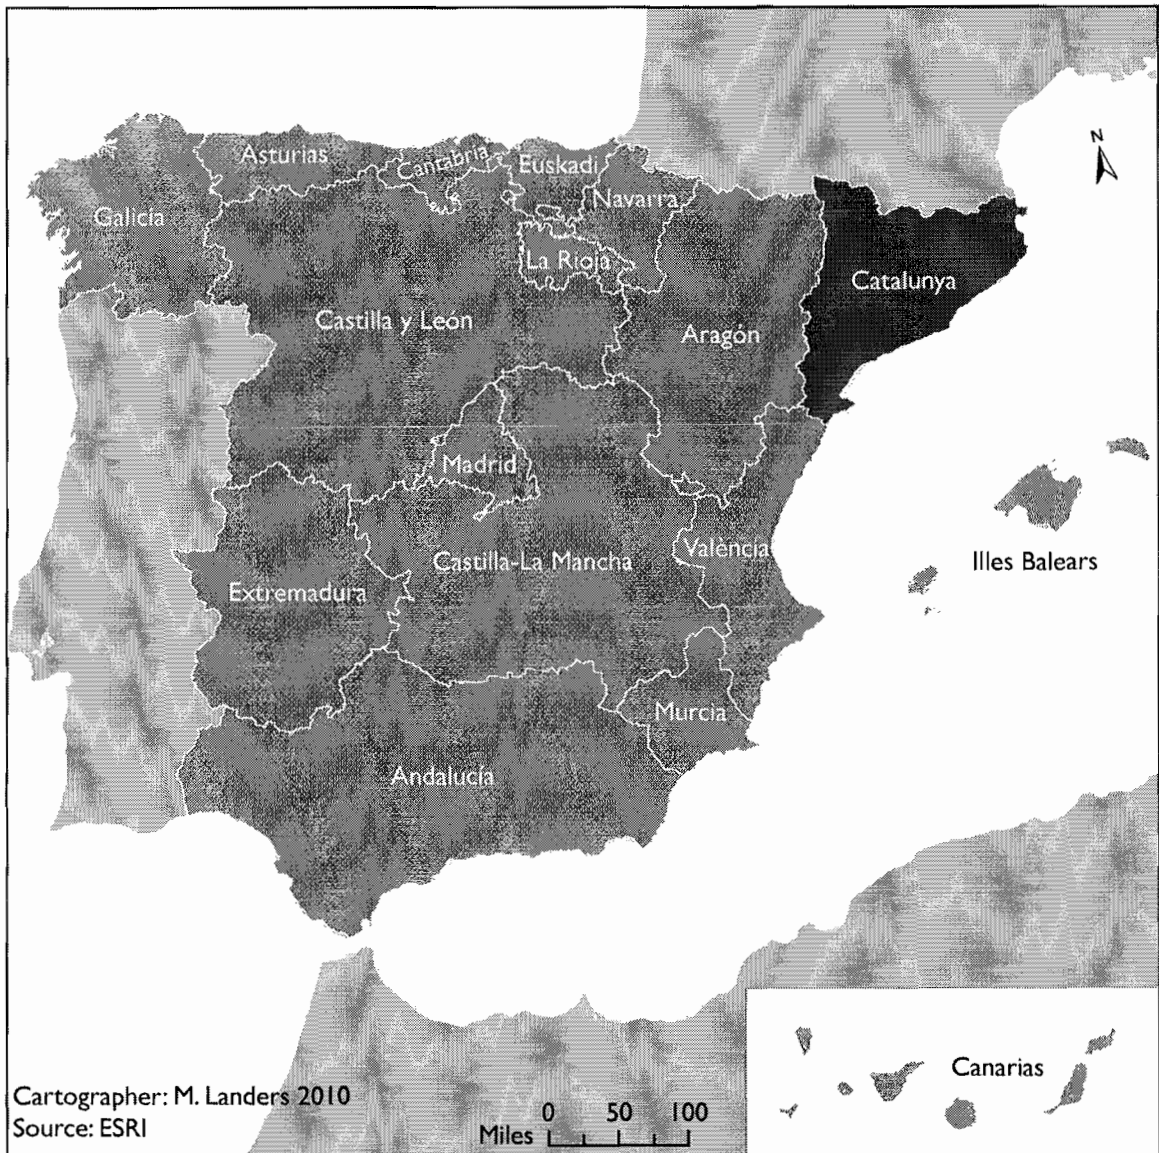 N
Asturias
Cantabria
Euskadi
Navarra
Galicia
La Rioja
Catalunya
Castilla y León
Aragón
Madrid
València
Illes Balears
Castilla-La Mancha
Extremadura
Murcia
Andalucía
Canarias
Cartographer: M. Landers 2010
Source: ESRI
0 50 100
Miles